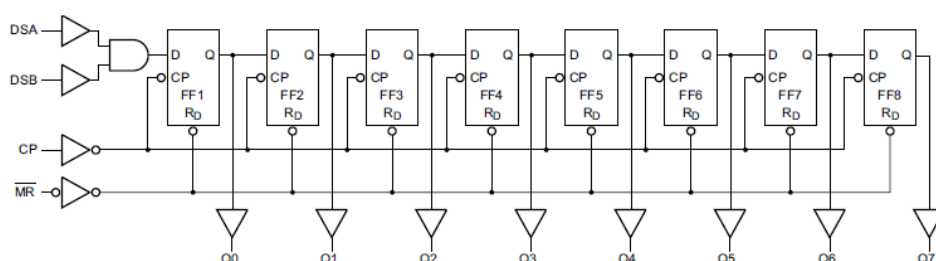 DSA
DSB
CP
MR
D Q
CP
FF1
RD
D Q
CP
FF2
RD
D Q
CP
FF3
RD
D Q
CP
FF4
RD
D Q
CP
FF5
RD
D Q
CP
FF6
RD
D Q
CP
FF7
RD
D Q
CP
FF8
RD
Q0 Q1 Q2 Q3 Q4 Q5 Q6 Q7